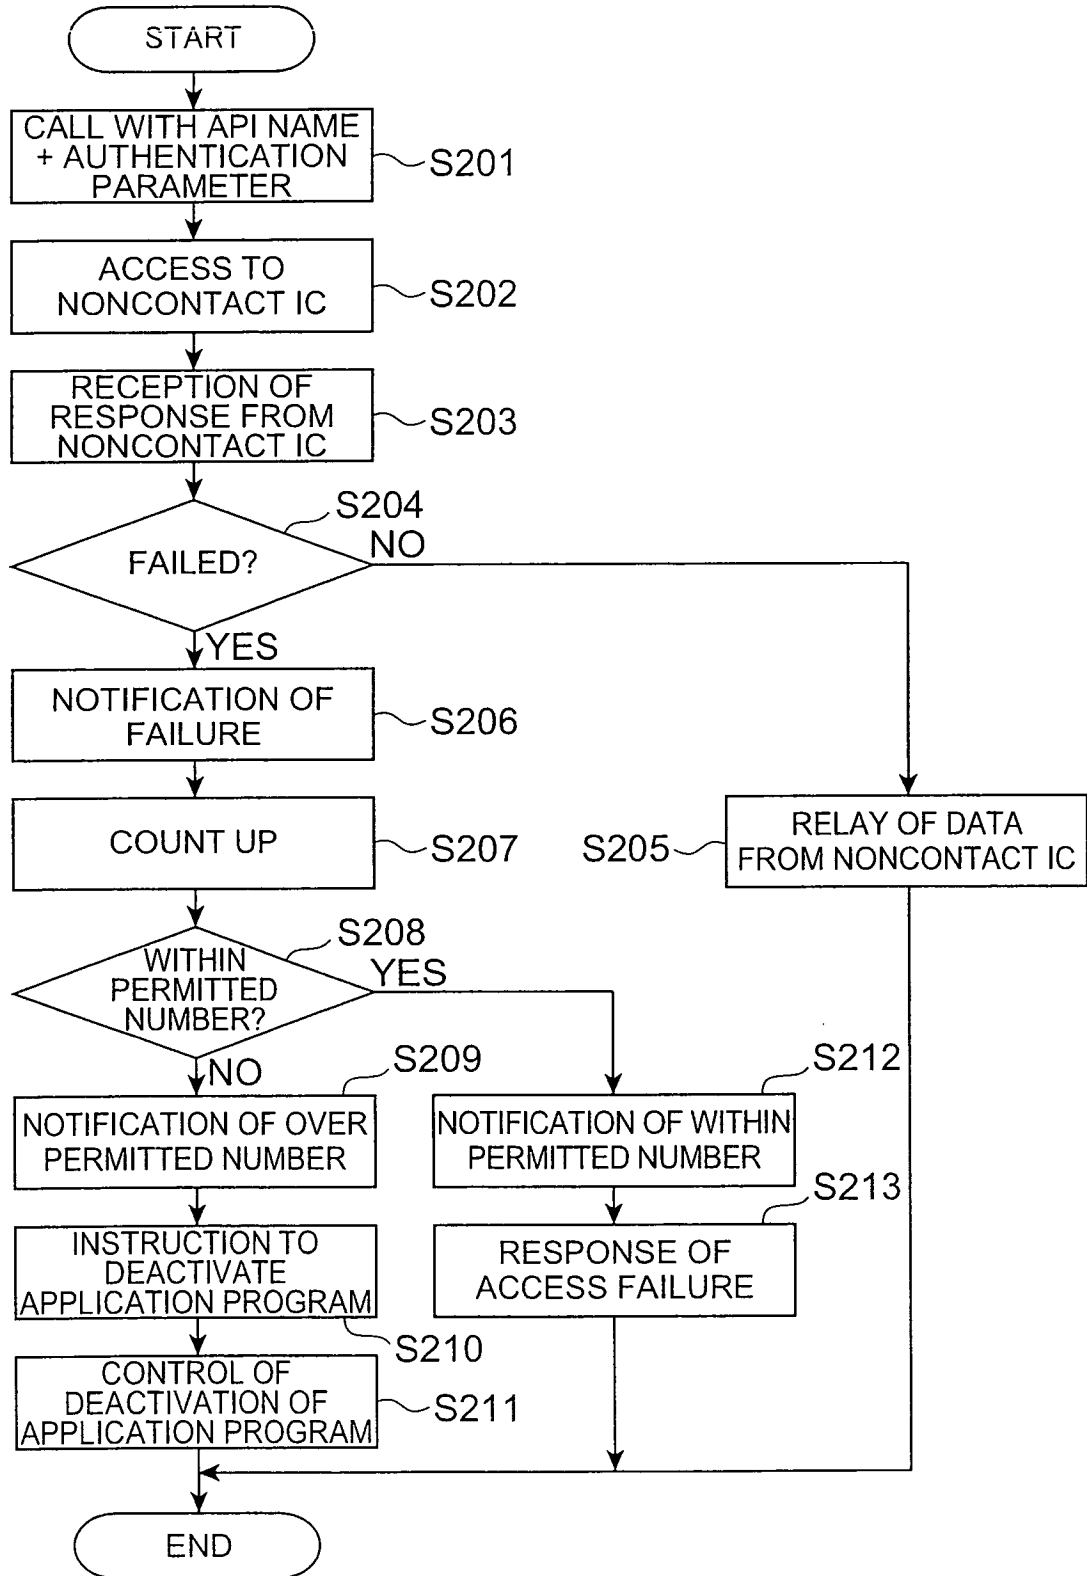 START
CALL WITH API NAME
+ AUTHENTICATION
PARAMETER
S201
ACCESS TO
NONCONTACT IC
S202
RECEPTION OF
RESPONSE FROM
NONCONTACT IC
S203
S204
FAILED?
NO
YES
NOTIFICATION OF
FAILURE
S206
COUNT UP
S207
S205
RELAY OF DATA
FROM NONCONTACT IC
S208
WITHIN
PERMITTED
NUMBER?
YES
NO
S209
NOTIFICATION OF OVER
PERMITTED NUMBER
S212
NOTIFICATION OF WITHIN
PERMITTED NUMBER
S213
INSTRUCTION TO
DEACTIVATE
APPLICATION PROGRAM
S210
RESPONSE OF
ACCESS FAILURE
CONTROL OF
DEACTIVATION OF
APPLICATION PROGRAM
S211
END